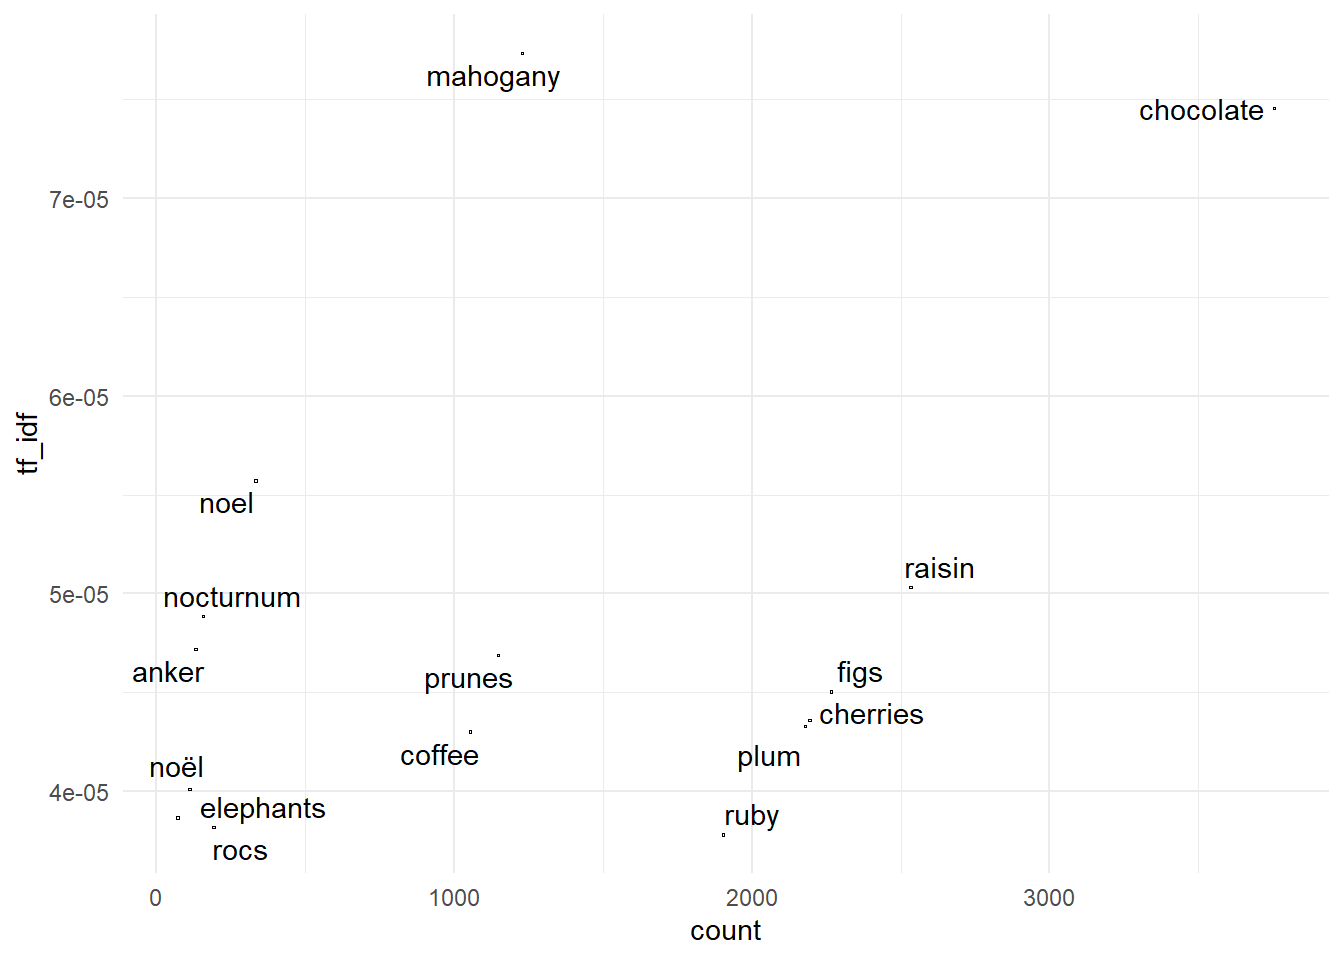 mahogany
chocolate
7e-05
6e-05
tf_idf
noel
raisin
5e-05
nocturnum
anker
prunes
figs
cherries
coffee
plum
noël
4e-05
elephants
ruby
rocs
0
1000
2000
3000
count